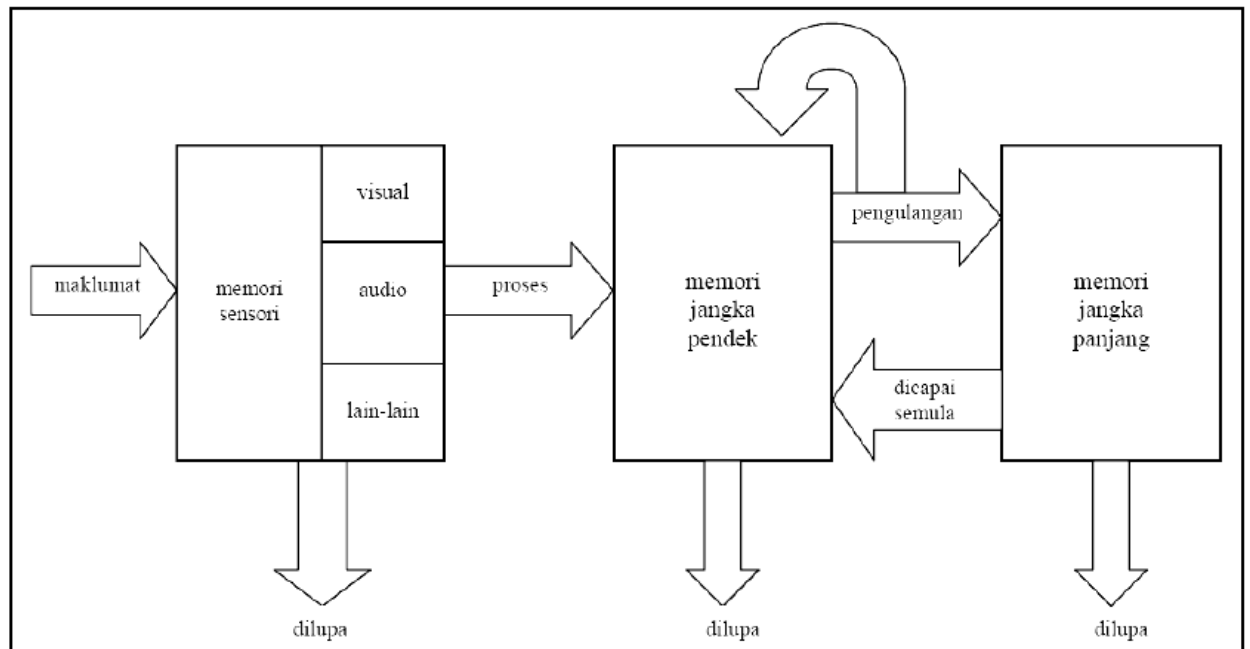 maklumat
memori
sensori
visual
audio
lain-lain
proses
memori
jangka
pendek
pengulangan
dicapai
semula
memori
jangka
panjang
dilupa
dilupa
dilupa